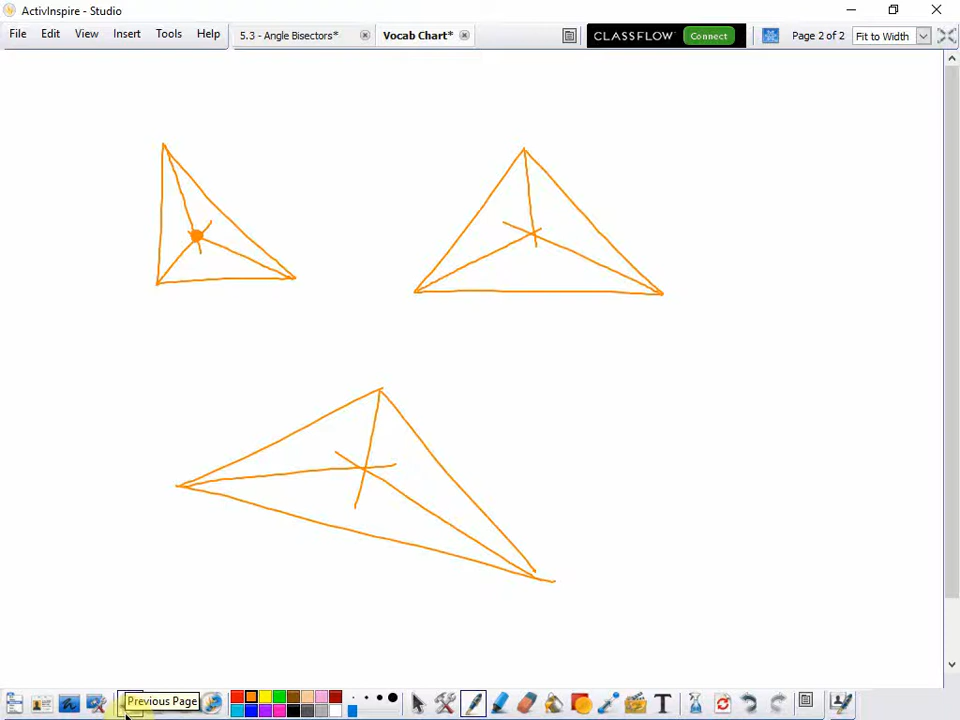 ActivInspire - Studio
File Edit View Insert Tools Help 5.3 - Angle Bisectors* Vocab Chart* CLASSFLOW Connect Page 2 of 2 Fit to Width
Previous Page
T